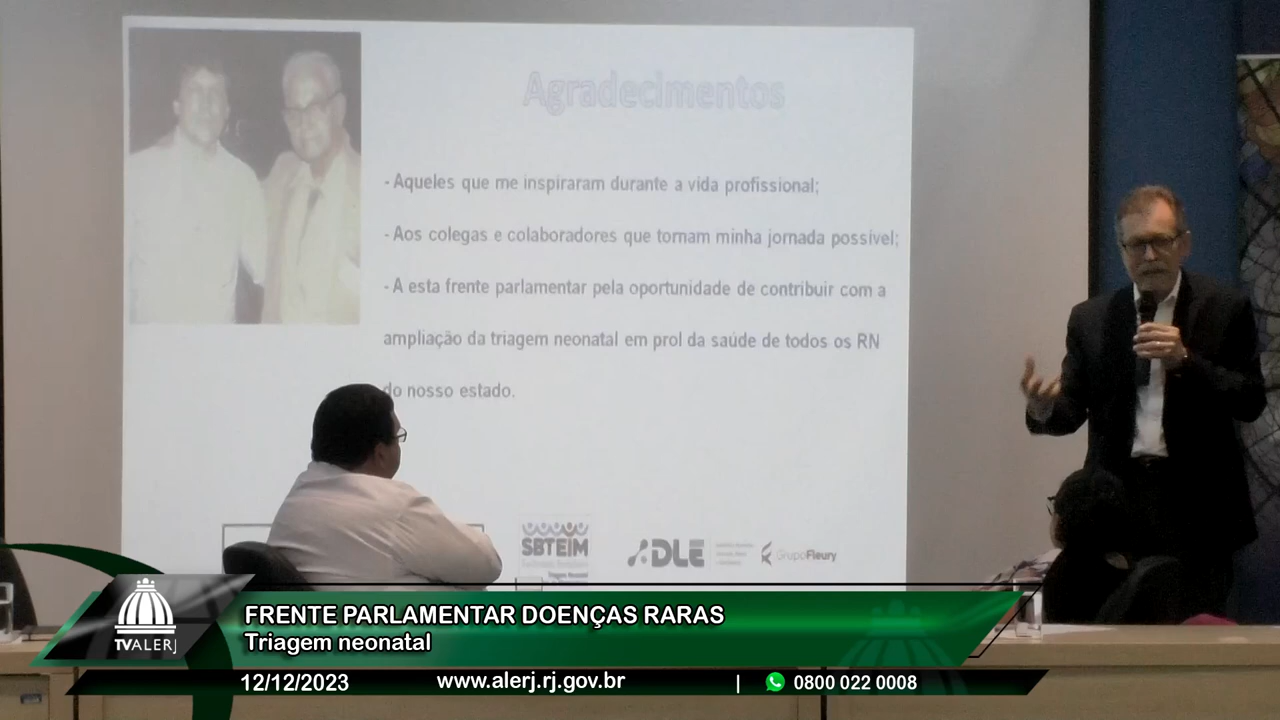 Agradecimentos
- Aqueles que me inspiraram durante a vida profissional;
- Aos colegas e colaboradores que tornam minha jornada possível;
- A esta frente parlamentar pela oportunidade de contribuir com a
ampliação da triagem neonatal em prol da saúde de todos os RN
do nosso estado.
SBTEIM
DLE
GrupoFleury
TVALERJ
FRENTE PARLAMENTAR DOENÇAS RARAS
Triagem neonatal
12/12/2023
www.alerj.rj.gov.br
|
0800 022 0008